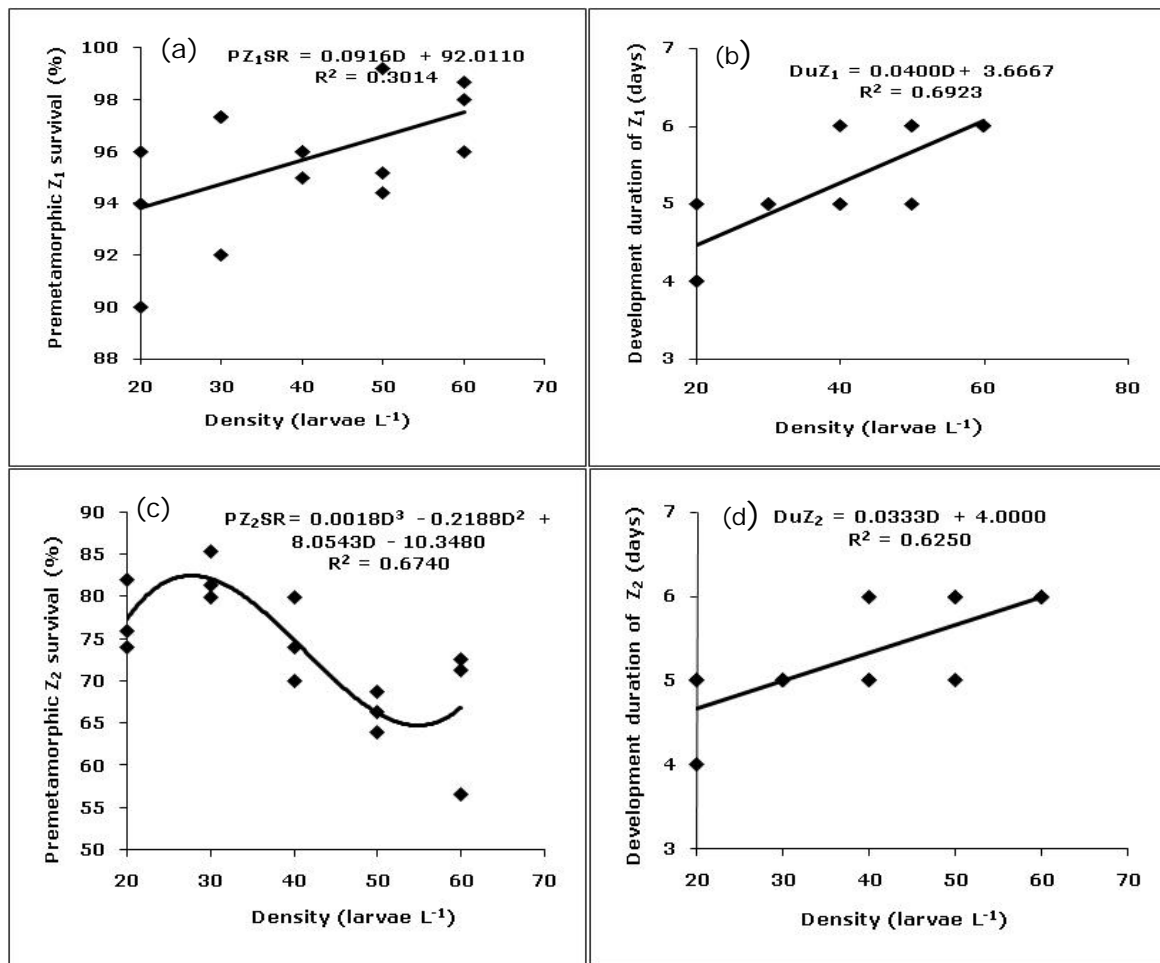 (a)
PZ₁SR = 0.0916D + 92.0110
R² = 0.3014
Premetamorphic Z₁ survival (%)
100
98
96
94
92
90
88
20 30 40 50 60 70
Density (larvae L⁻¹)
(b)
DuZ₁ = 0.0400D + 3.6667
R² = 0.6923
Development duration of Z₁ (days)
7
6
5
4
3
20 40 60 80
Density (larvae L⁻¹)
(c)
PZ₂SR= 0.0018D³ - 0.2188D² +
8.0543D - 10.3480
R² = 0.6740
Premetamorphic Z₂ survival (%)
90
85
80
75
70
65
60
55
50
20 30 40 50 60 70
Density (larvae L⁻¹)
(d)
DuZ₂ = 0.0333D + 4.0000
R² = 0.6250
Development duration of Z₂ (days)
7
6
5
4
3
20 30 40 50 60 70
Density (larvae L⁻¹)